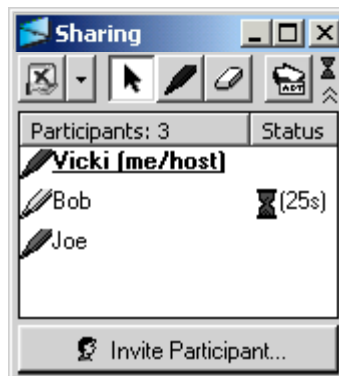 Sharing
ADT
Participants: 3 Status
Vicki (me/host)
Bob (25s)
Joe
Invite Participant...